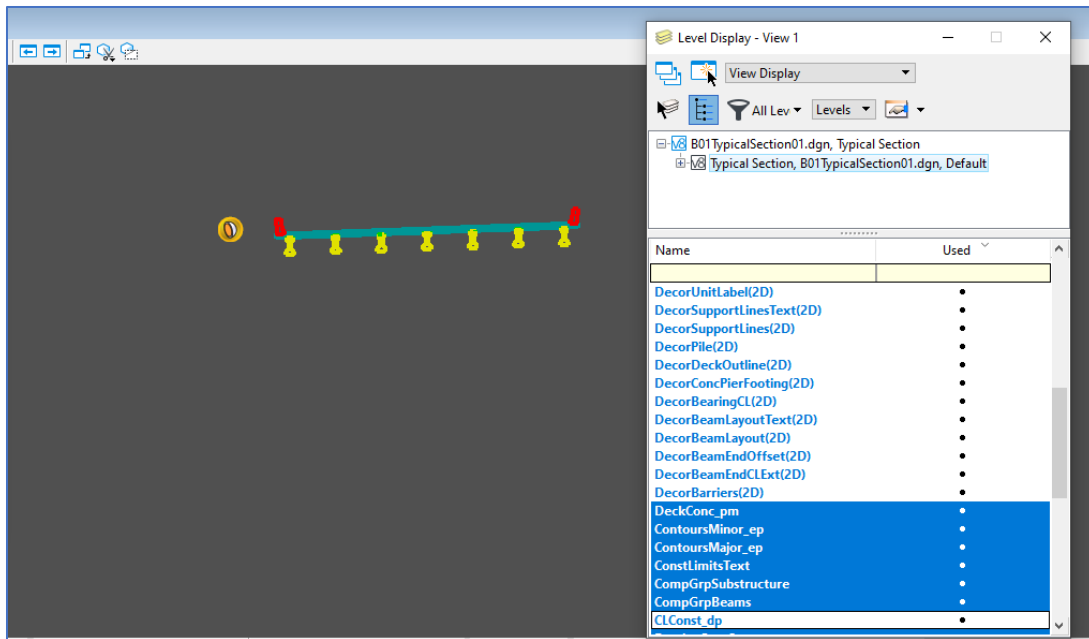 Level Display - View 1
View Display
All Lev Levels
B01TypicalSection01.dgn, Typical Section
Typical Section, B01TypicalSection01.dgn, Default
Name Used
DecorUnitLabel(2D)
DecorSupportLinesText(2D)
DecorSupportLines(2D)
DecorPile(2D)
DecorDeckOutline(2D)
DecorConcPierFooting(2D)
DecorBearingCL(2D)
DecorBeamLayoutText(2D)
DecorBeamLayout(2D)
DecorBeamEndOffset(2D)
DecorBeamEndCLExt(2D)
DecorBarriers(2D)
DeckConc_pm
ContoursMinor_ep
ContoursMajor_ep
ConstLimitsText
CompGrpSubstructure
CompGrpBeams
CLConst_dp